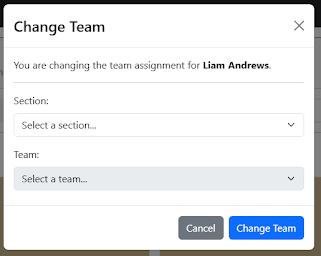 Change Team
You are changing the team assignment for Liam Andrews.
Section:
Select a section...
Team:
Select a team...
Cancel
Change Team